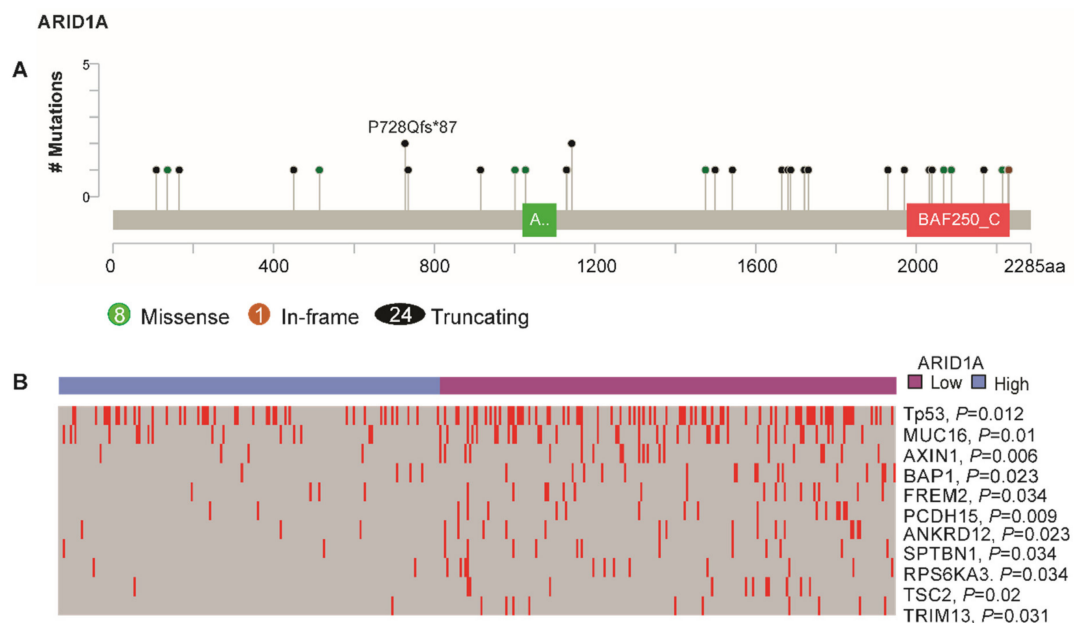 ARID1A
A
# Mutations
5
0
P728Qfs*87
A..
BAF250_C
0
400
800
1200
1600
2000
2285aa
8 Missense
1 In-frame
24 Truncating
B
ARID1A
Low High
Tp53, P=0.012
MUC16, P=0.01
AXIN1, P=0.006
BAP1, P=0.023
FREM2, P=0.034
PCDH15, P=0.009
ANKRD12, P=0.023
SPTBN1, P=0.034
RPS6KA3. P=0.034
TSC2, P=0.02
TRIM13, P=0.031